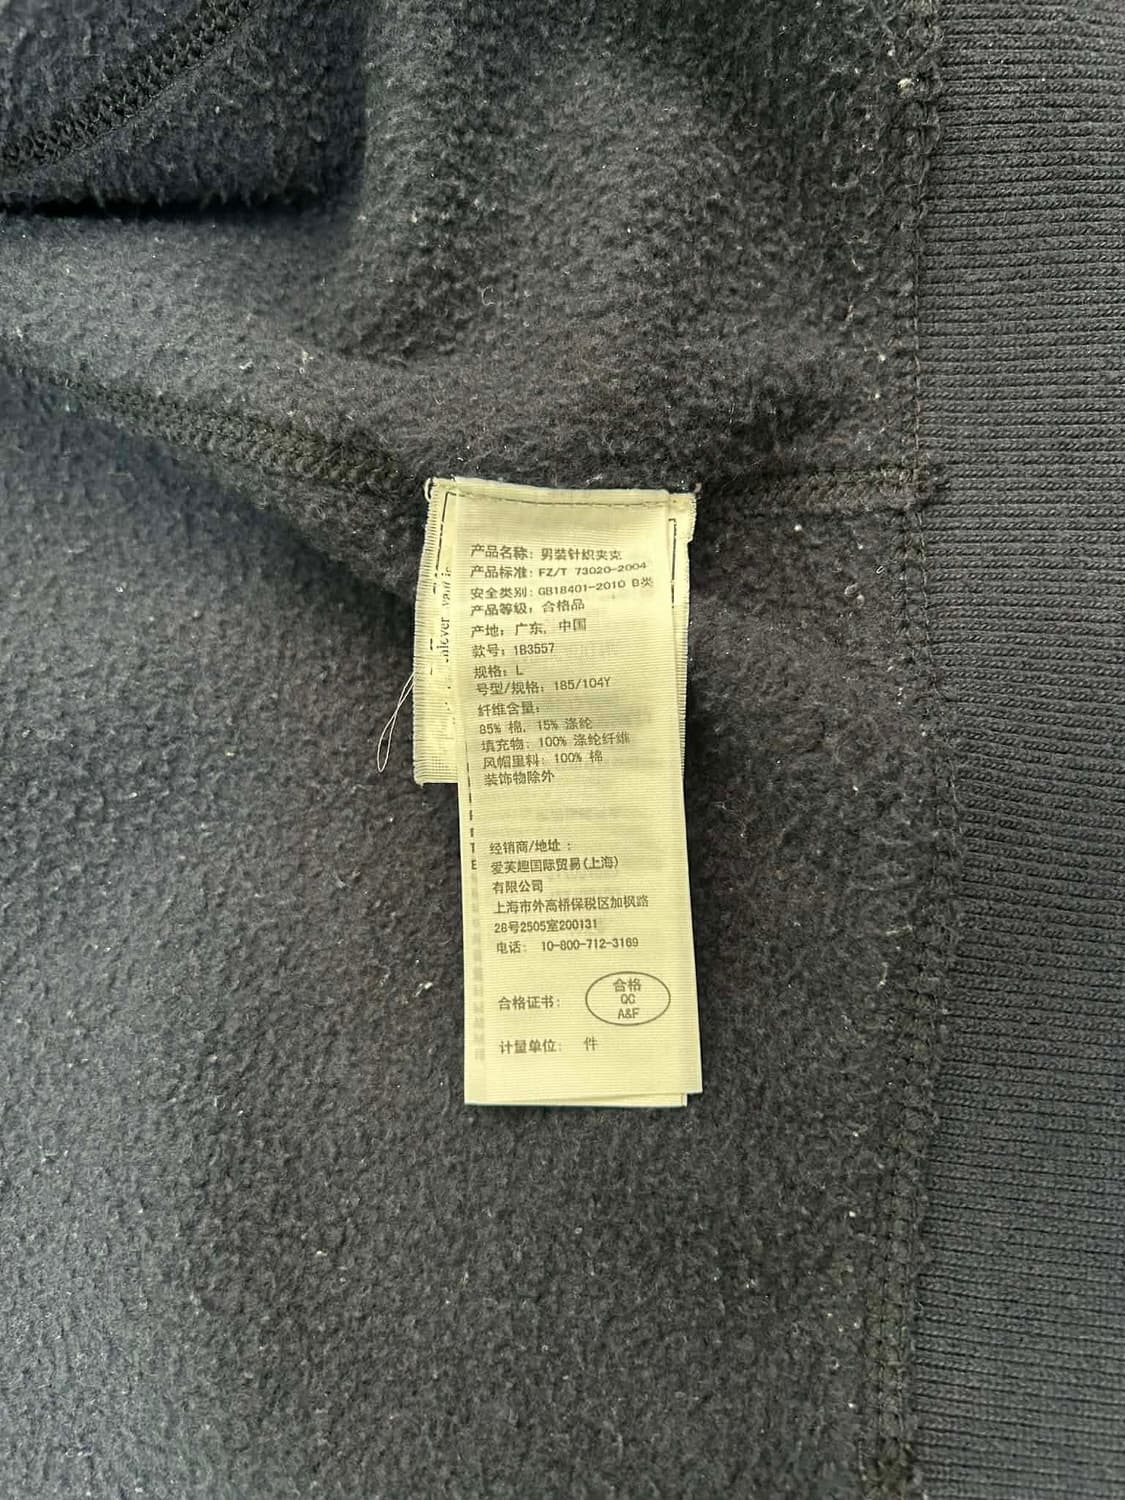 产品名称: 男装针织夹克
产品标准: FZ/T 73020-2004
安全类别: GB18401-2010 B类
产品等级: 合格品
产地: 广东, 中国
款号: 1B3557
规格: L
号型/规格: 185/104Y
纤维含量:
85% 棉, 15% 涤纶
填充物: 100% 涤纶纤维
风帽里料: 100% 棉
装饰物除外
经销商/地址 :
爱芙趣国际贸易(上海)
有限公司
上海市外高桥保税区加枫路
28号2505室200131
电话: 10-800-712-3169
合格证书:
合格
QC
A&F
计量单位: 件